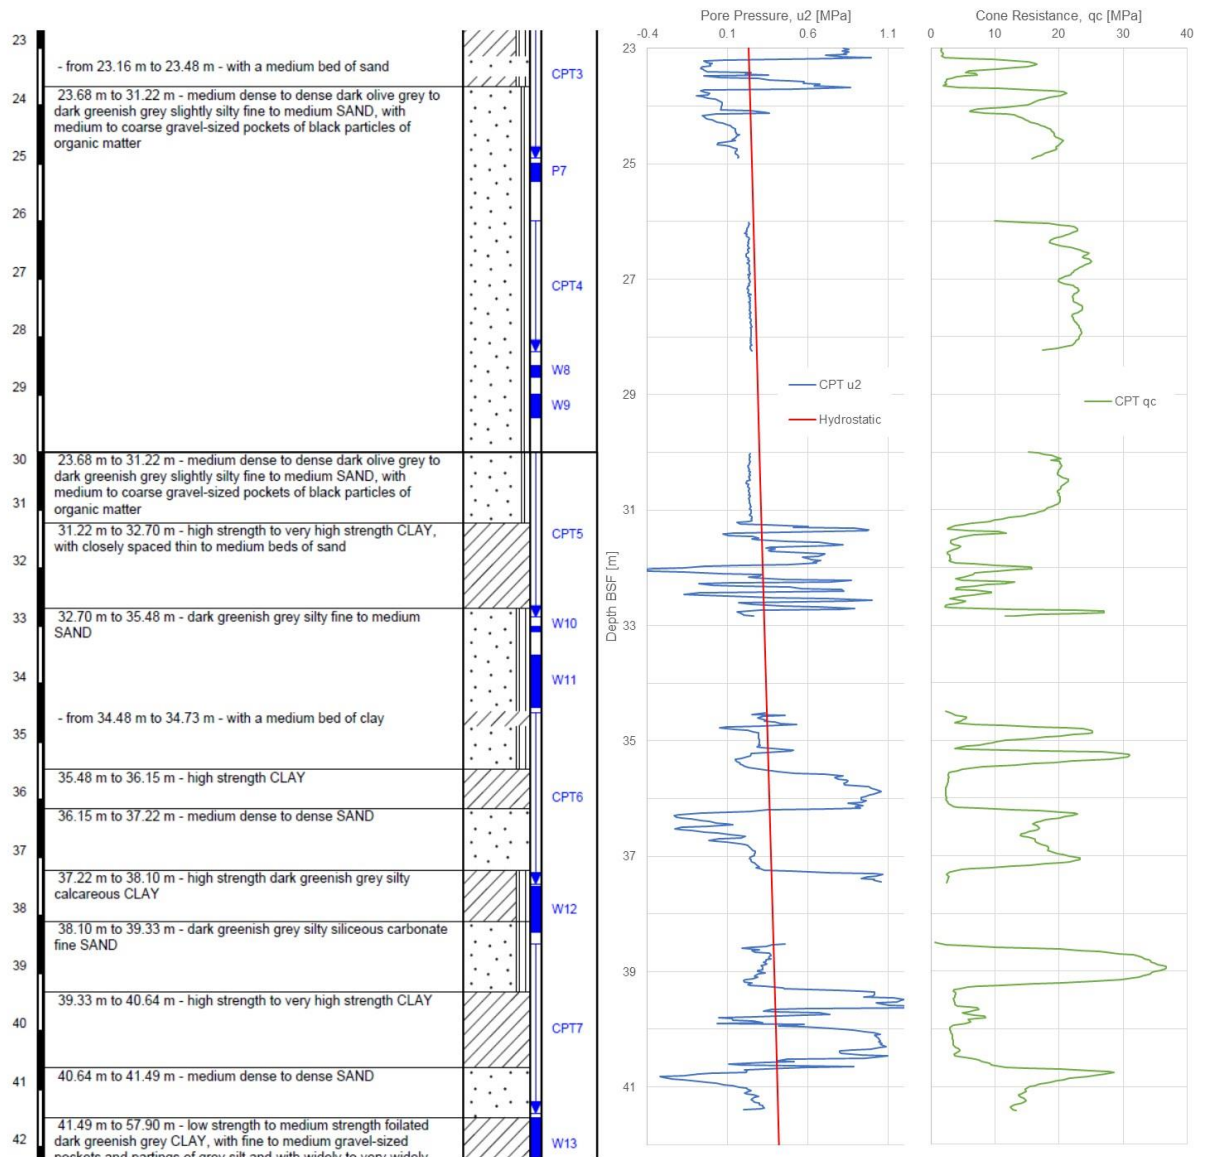 23
- from 23.16 m to 23.48 m - with a medium bed of sand
CPT3
24
23.68 m to 31.22 m - medium dense to dense dark olive grey to
dark greenish grey slightly silty fine to medium SAND, with
medium to coarse gravel-sized pockets of black particles of
organic matter
25
P7
26
27
CPT4
28
W8
29
W9
30
23.68 m to 31.22 m - medium dense to dense dark olive grey to
dark greenish grey slightly silty fine to medium SAND, with
medium to coarse gravel-sized pockets of black particles of
organic matter
31
31.22 m to 32.70 m - high strength to very high strength CLAY,
with closely spaced thin to medium beds of sand
CPT5
32
33
32.70 m to 35.48 m - dark greenish grey silty fine to medium
SAND
W10
34
W11
- from 34.48 m to 34.73 m - with a medium bed of clay
35
35.48 m to 36.15 m - high strength CLAY
36
CPT6
36.15 m to 37.22 m - medium dense to dense SAND
37
37.22 m to 38.10 m - high strength dark greenish grey silty
calcareous CLAY
38
W12
38.10 m to 39.33 m - dark greenish grey silty siliceous carbonate
fine SAND
39
39.33 m to 40.64 m - high strength to very high strength CLAY
40
CPT7
40.64 m to 41.49 m - medium dense to dense SAND
41
41.49 m to 57.90 m - low strength to medium strength foliated
dark greenish grey CLAY, with fine to medium gravel-sized
pockets and partings of grey silt and with widely to very widely
42
W13
Pore Pressure, u2 [MPa]
-0.4 0.1 0.6 1.1
Depth BSF [m]
23
25
27
29
31
33
35
37
39
41
CPT u2
Hydrostatic
Cone Resistance, qc [MPa]
0 10 20 30 40
CPT qc